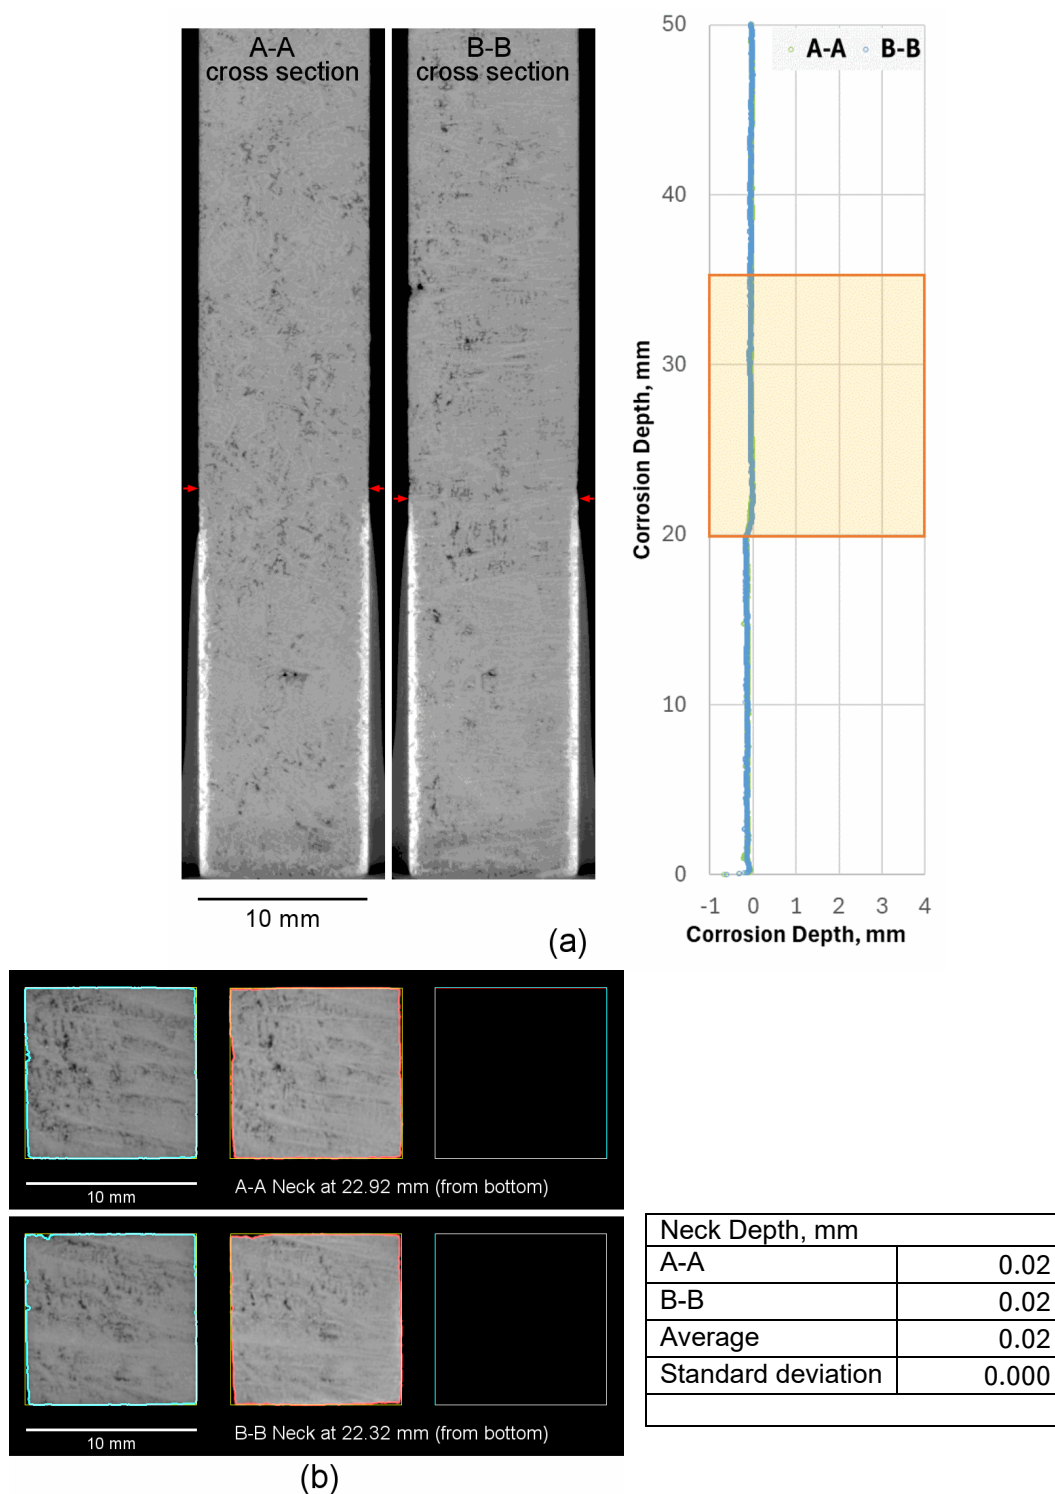 A-A
cross section
B-B
cross section
10 mm
(a)
A-A B-B
50
40
30
20
10
0
-1 0 1 2 3 4
Corrosion Depth, mm
Corrosion Depth, mm
10 mm
A-A Neck at 22.92 mm (from bottom)
10 mm
B-B Neck at 22.32 mm (from bottom)
(b)
Neck Depth, mm
A-A 0.02
B-B 0.02
Average 0.02
Standard deviation 0.000